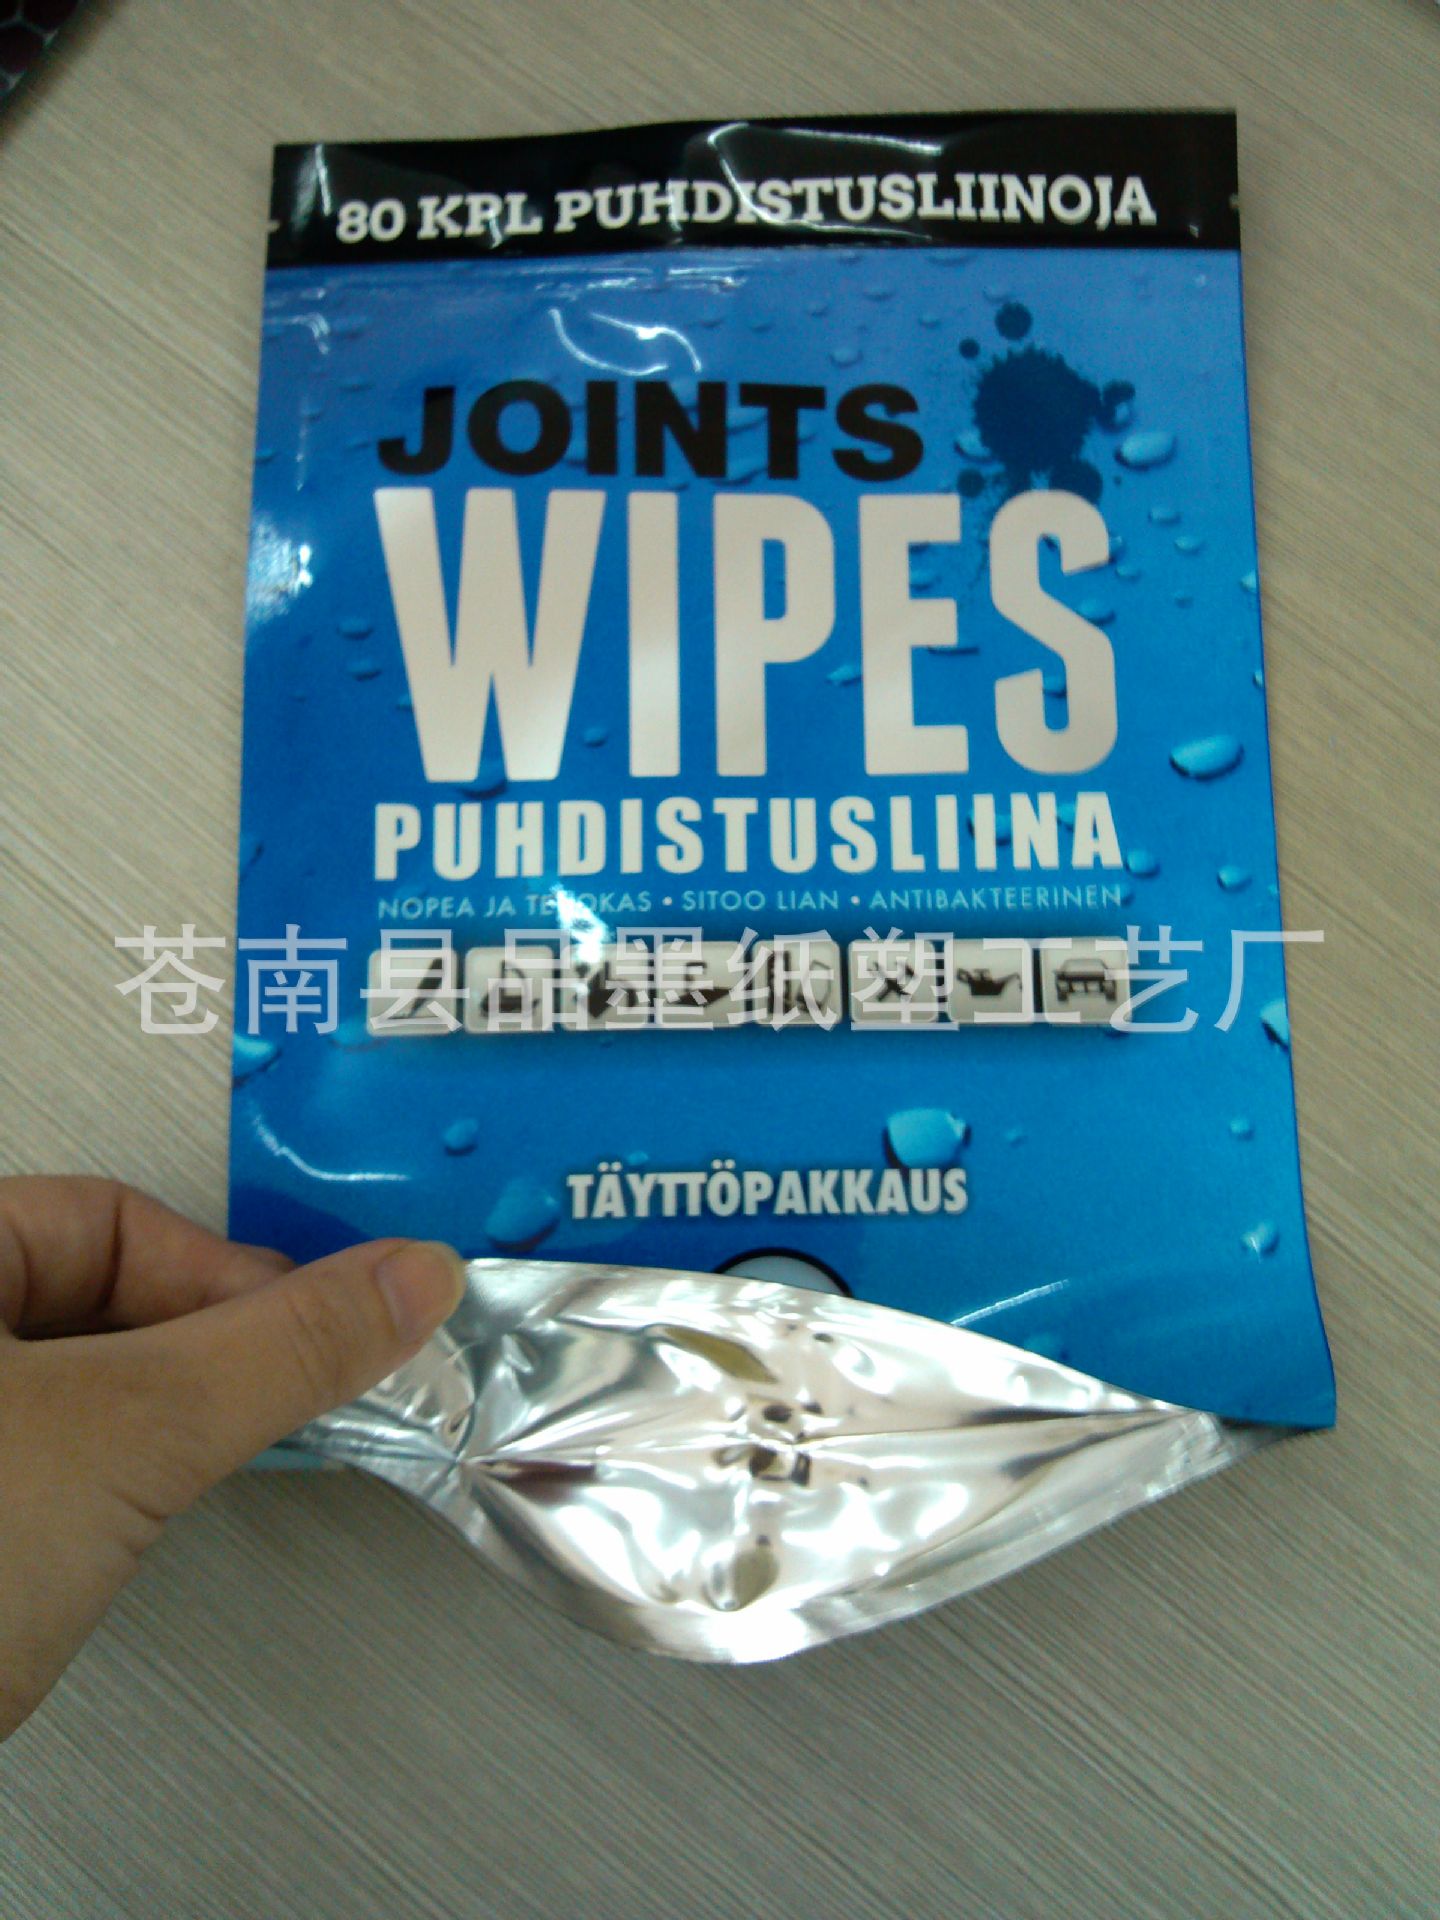 80 KPL PUHDISTUSLIINOJA
JOINTS
WIPES
PUHDISTUSLIINA
NOPEA JA TEHOKAS • SITOO LIAN • ANTIBAKTEERINEN
苍南县品墨纸塑工艺厂
TÄYTTÖPAKKAUS